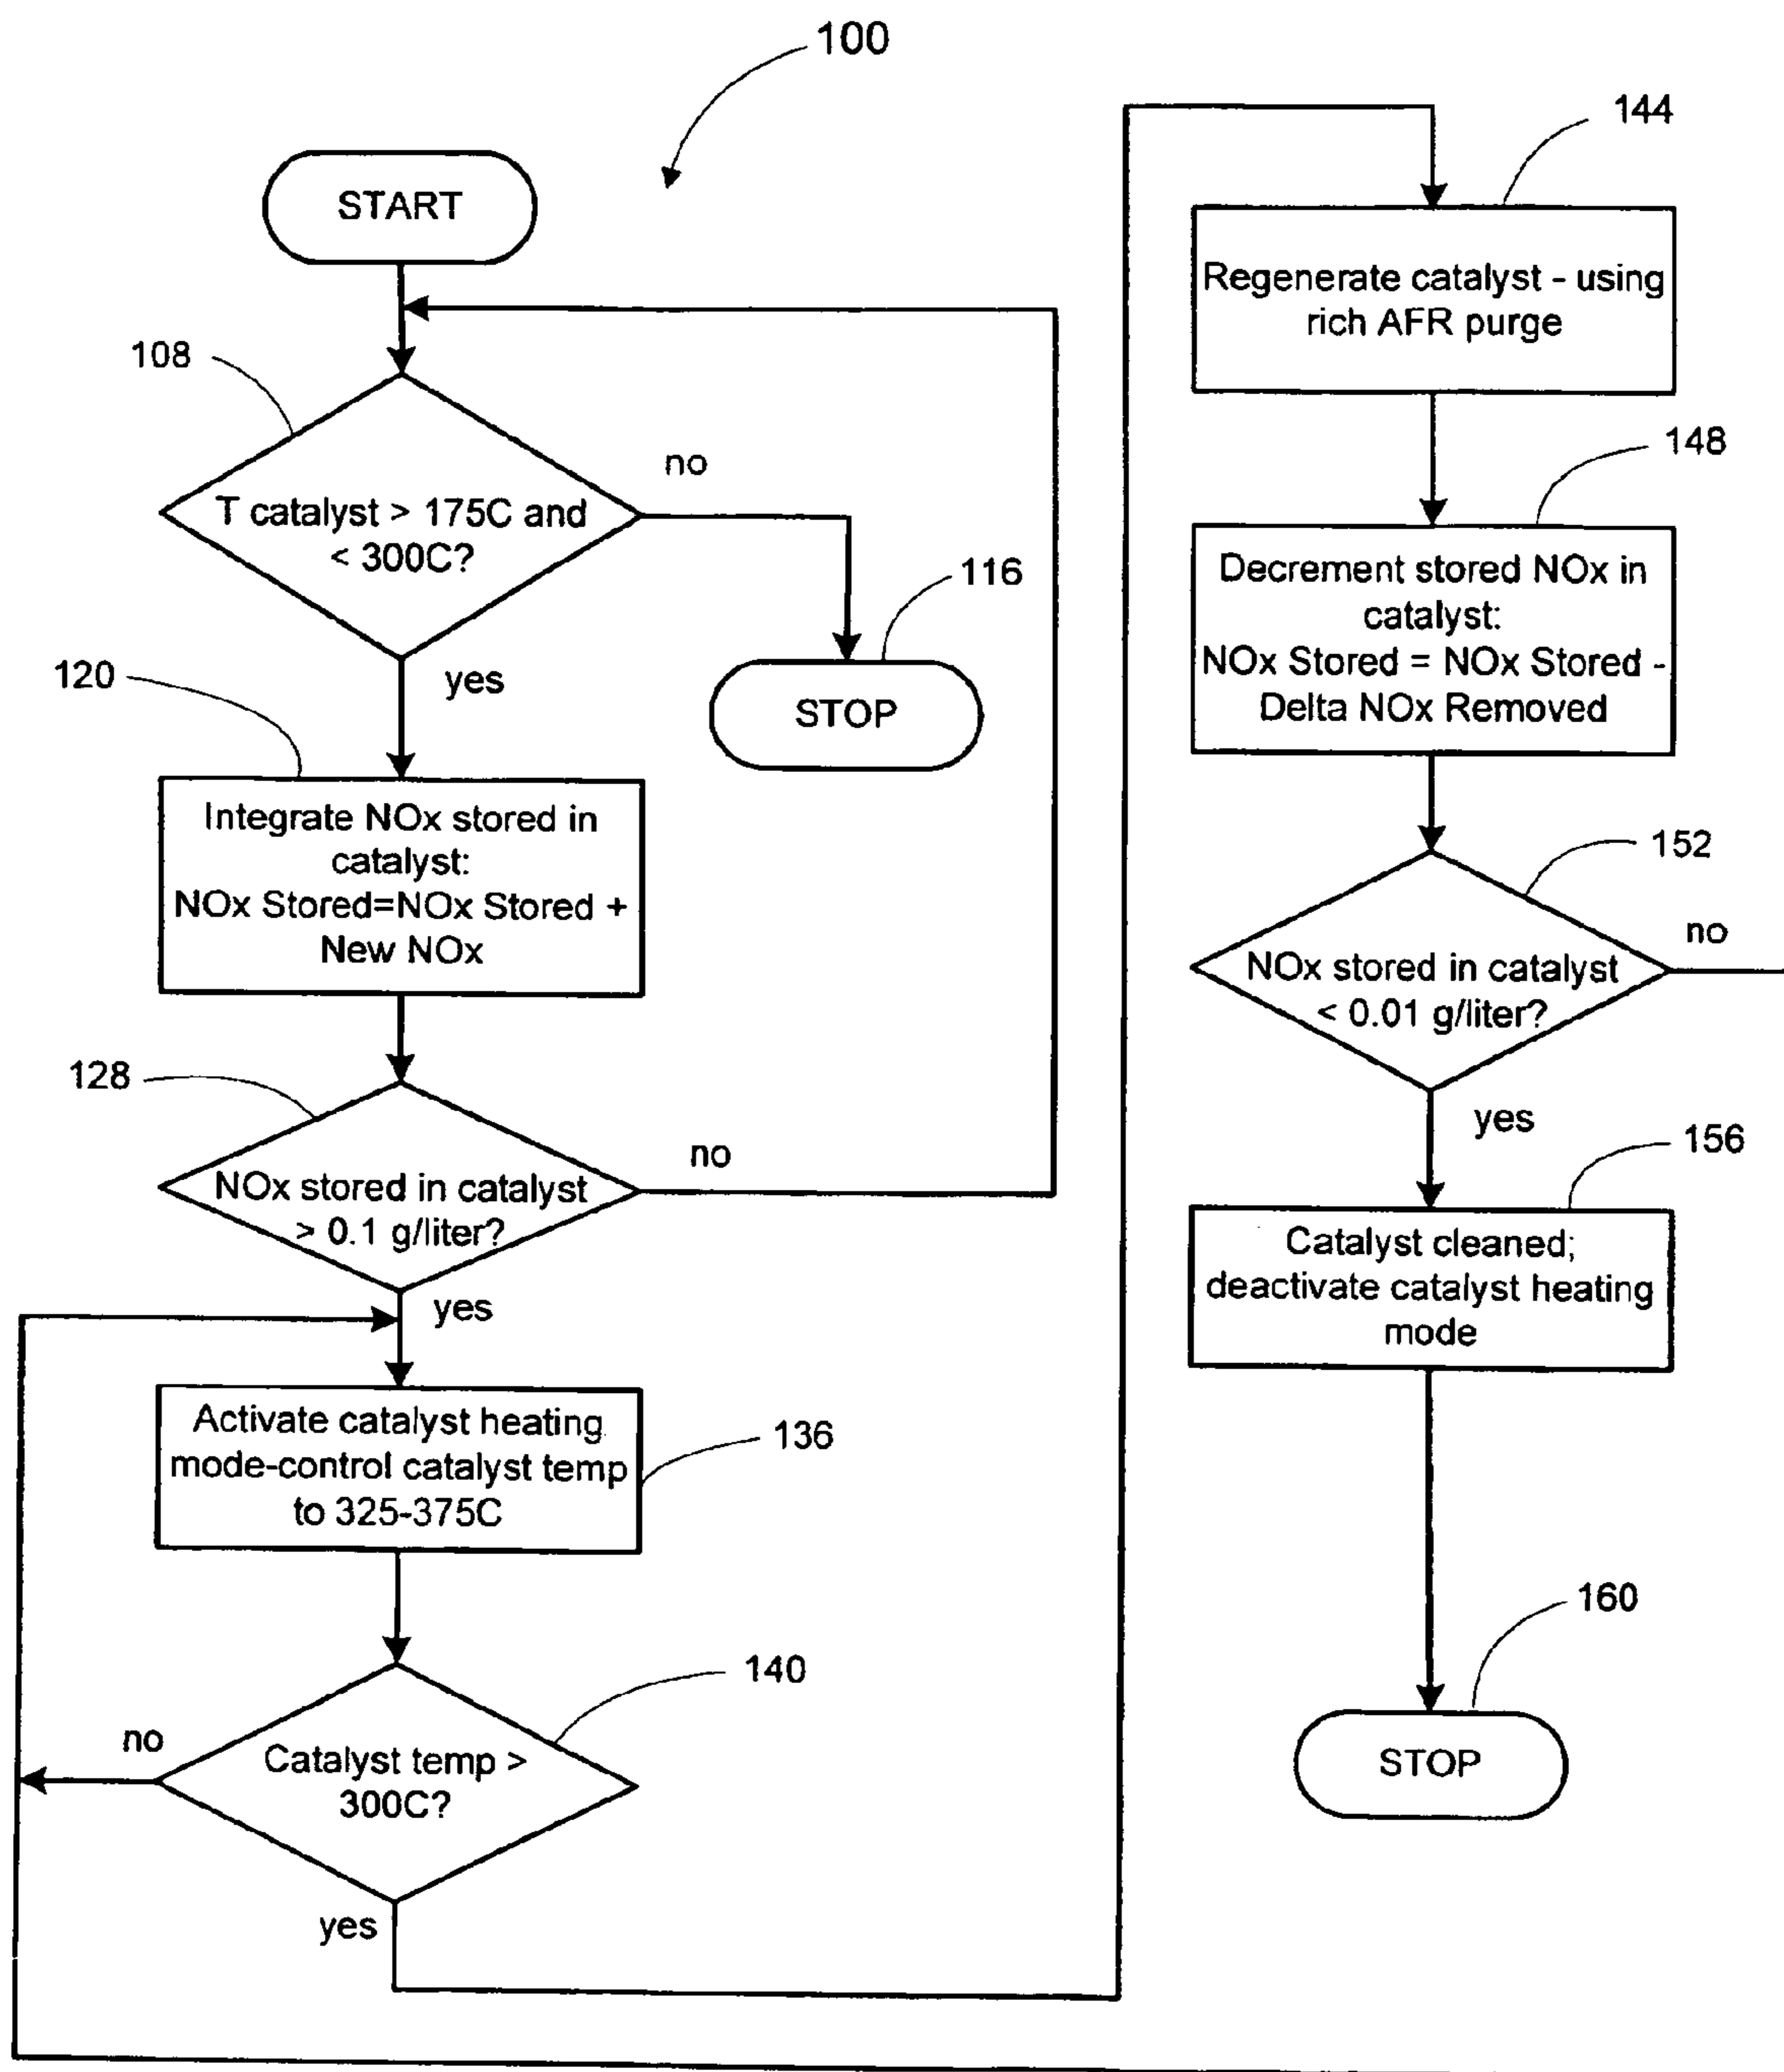 100
START
108
T catalyst > 175C and
< 300C?
no
yes
116
STOP
120
Integrate NOx stored in
catalyst:
NOx Stored=NOx Stored +
New NOx
128
NOx stored in catalyst
> 0.1 g/liter?
no
yes
Activate catalyst heating
mode-control catalyst temp
to 325-375C
136
140
no
Catalyst temp >
300C?
yes
144
Regenerate catalyst - using
rich AFR purge
148
Decrement stored NOx in
catalyst:
NOx Stored = NOx Stored -
Delta NOx Removed
152
NOx stored in catalyst
< 0.01 g/liter?
no
yes
156
Catalyst cleaned;
deactivate catalyst heating
mode
160
STOP